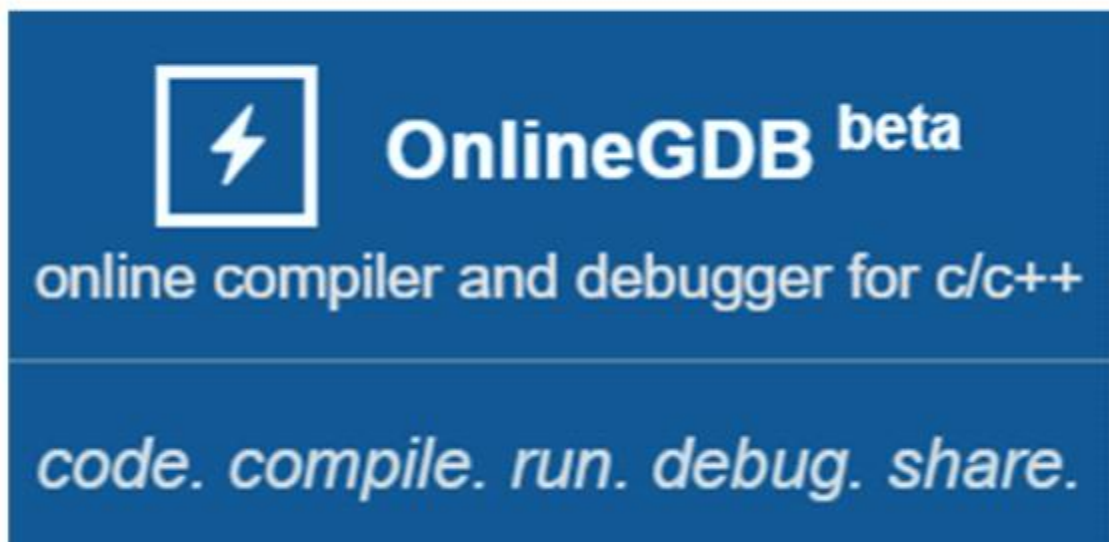 OnlineGDB beta
online compiler and debugger for c/c++
code. compile. run. debug. share.